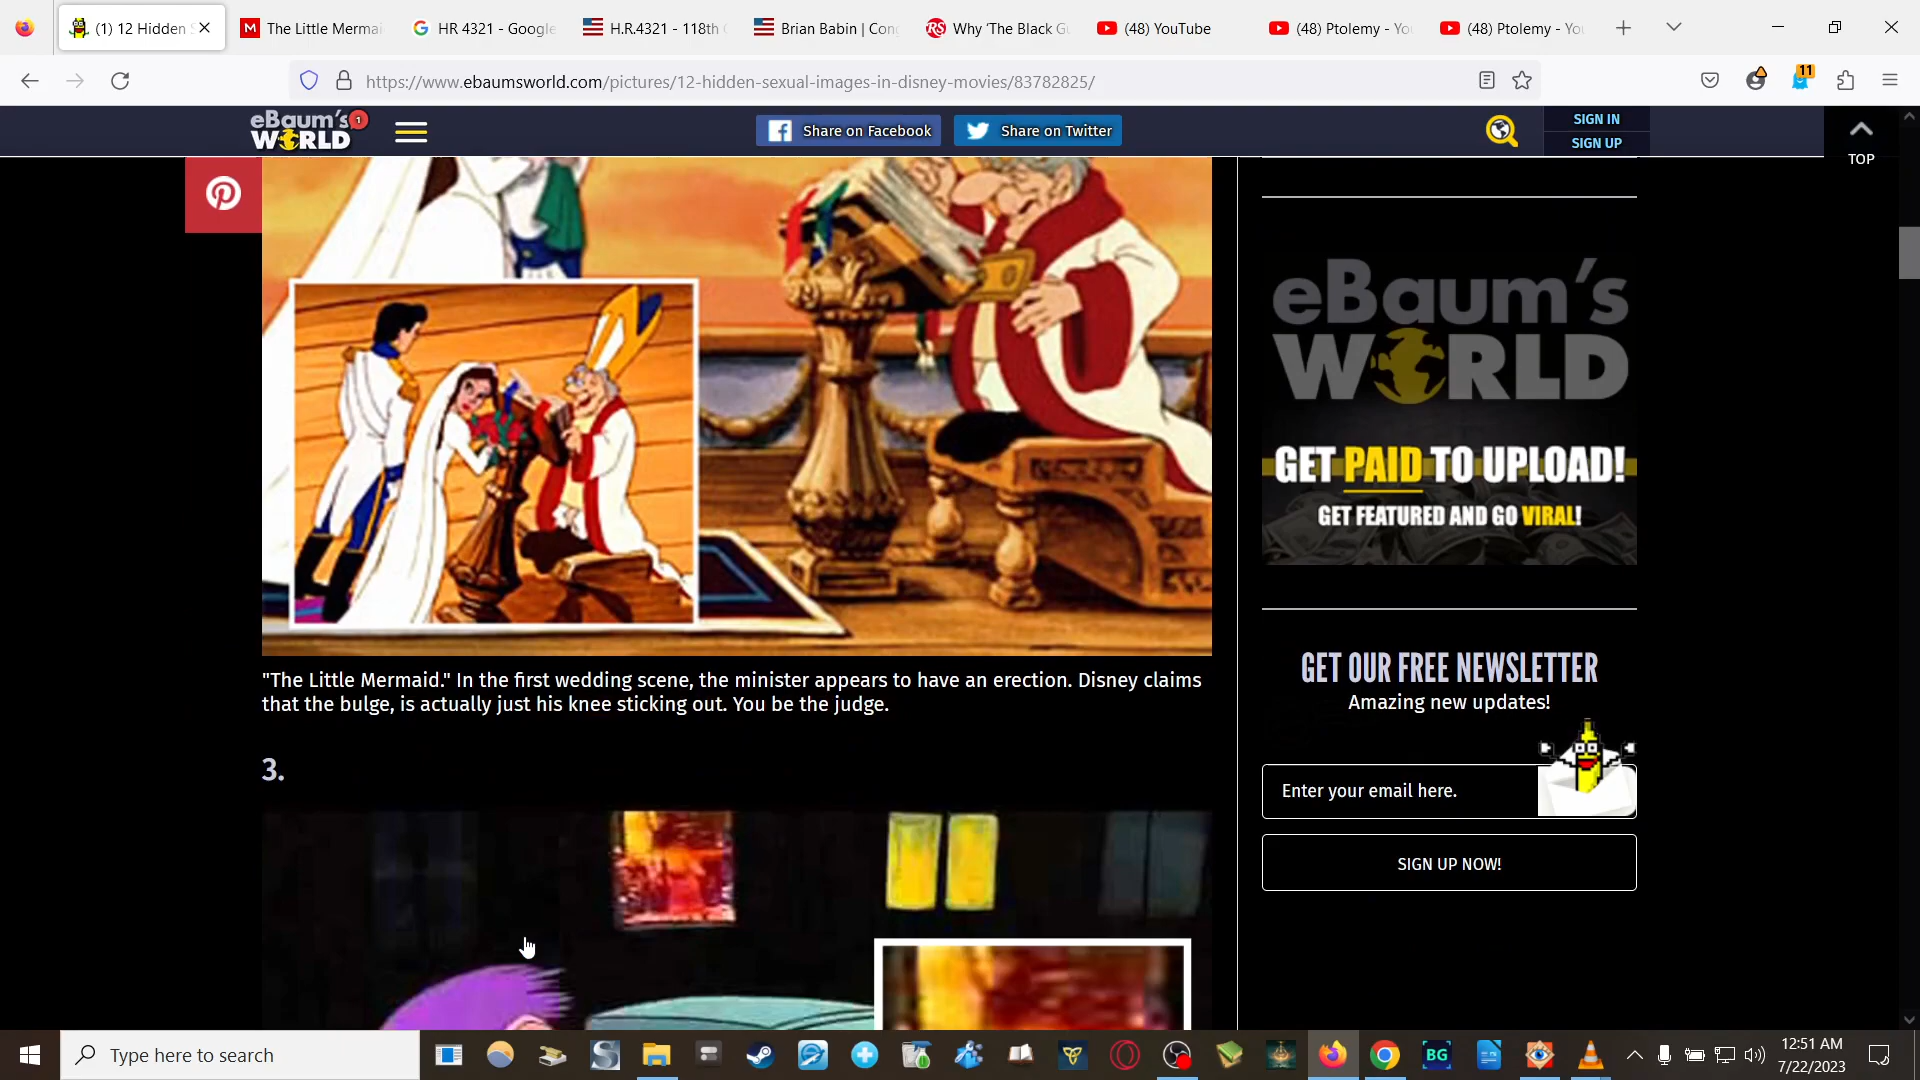 (1) 12 Hidden S
The Little Mermai
HR 4321 - Google
H.R.4321 - 118th
Brian Babin | Con
Why 'The Black G
(48) YouTube
(48) Ptolemy - Yo
(48) Ptolemy - You
https://www.ebaumsworld.com/pictures/12-hidden-sexual-images-in-disney-movies/83782825/
11
eBaum's
WORLD
1
Share on Facebook
Share on Twitter
SIGN IN
SIGN UP
TOP
eBaum's
WORLD
GET PAID TO UPLOAD!
GET FEATURED AND GO VIRAL!
"The Little Mermaid." In the first wedding scene, the minister appears to have an erection. Disney claims
that the bulge, is actually just his knee sticking out. You be the judge.
3.
GET OUR FREE NEWSLETTER
Amazing new updates!
Enter your email here.
SIGN UP NOW!
Type here to search
BG
12:51 AM
7/22/2023